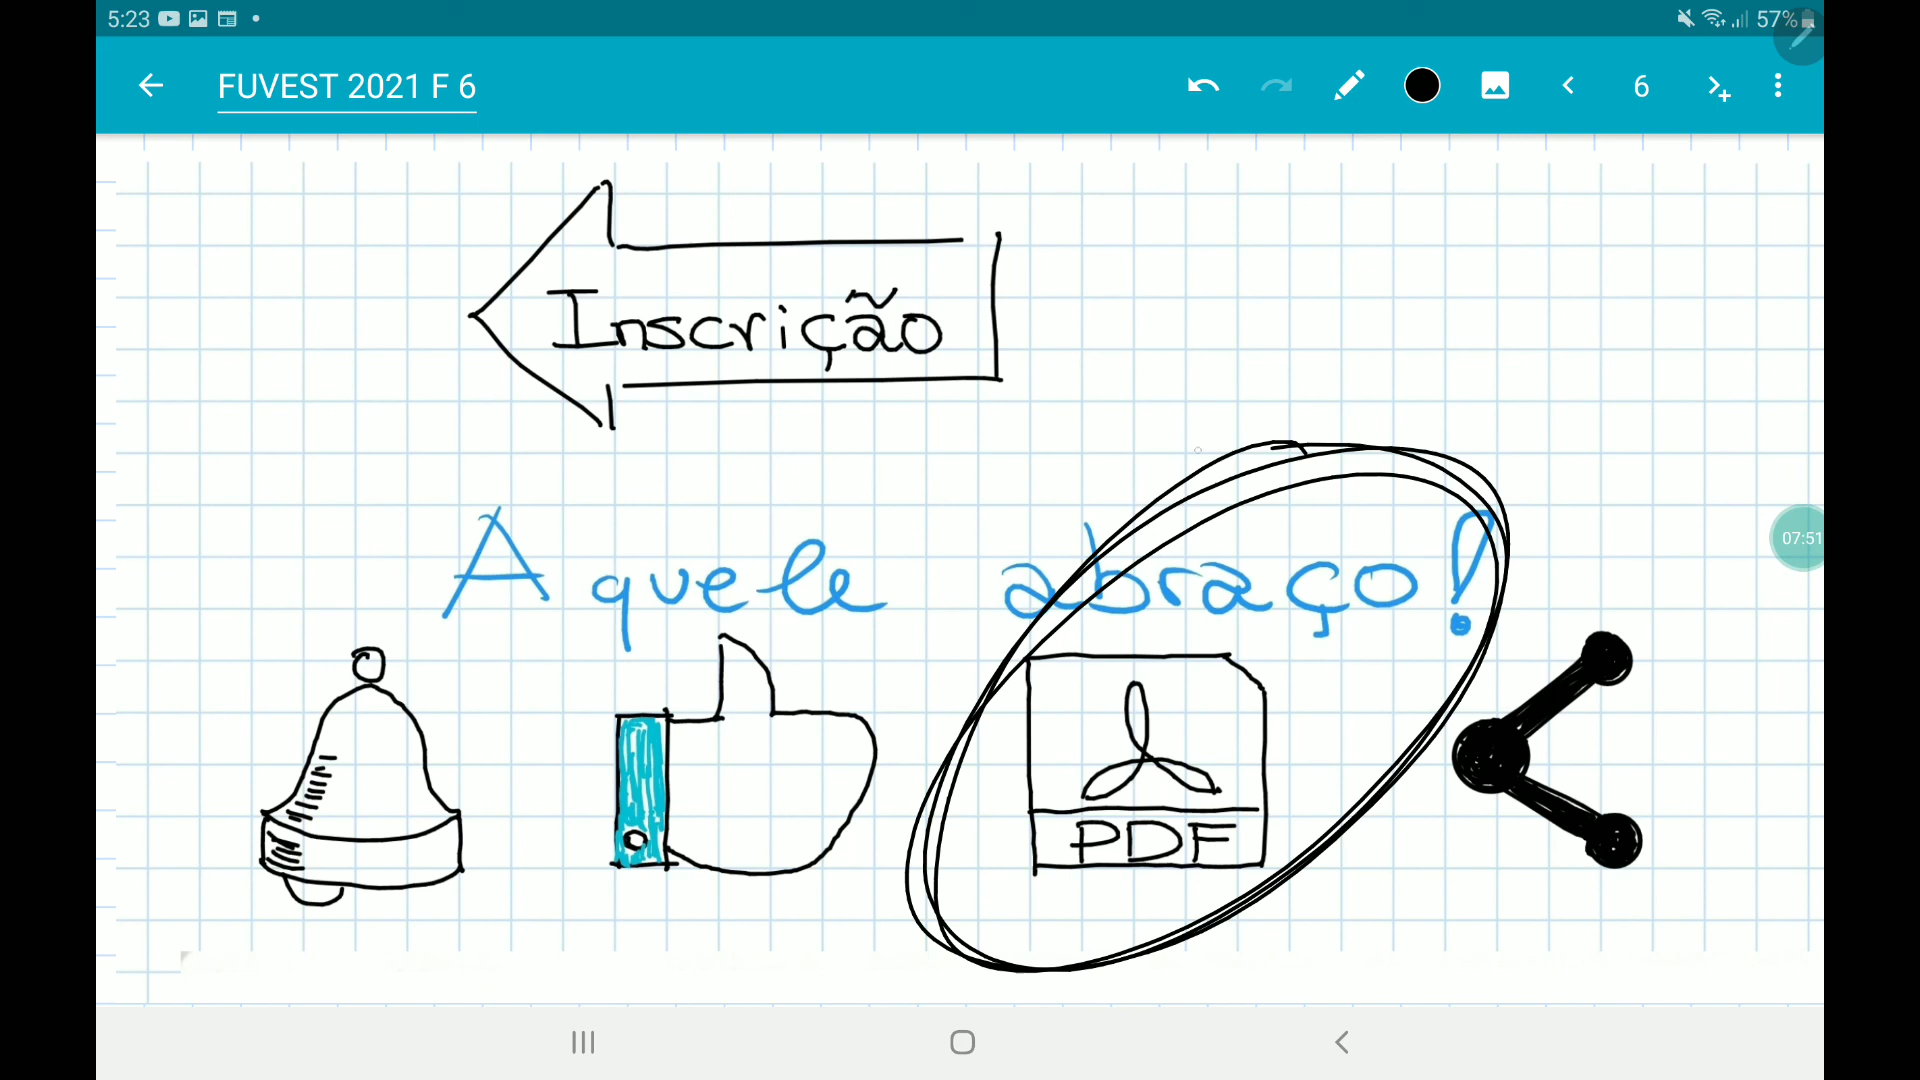 5:23 57%
FUVEST 2021 F 6 6
Inscrição
07:51
Aquele abraço!
PDF